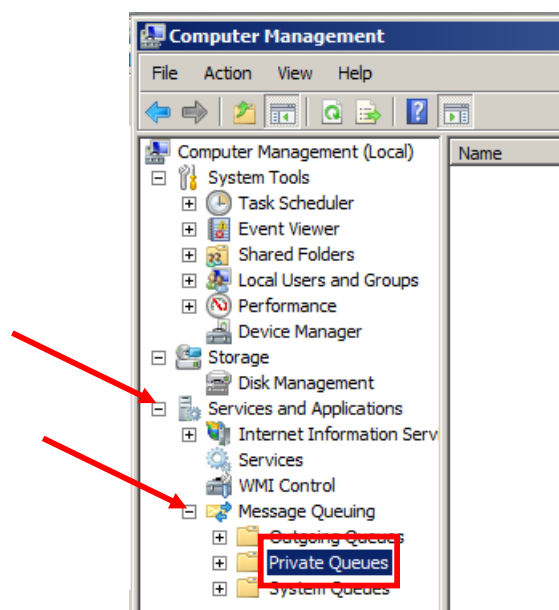 Computer Management
File Action View Help
Computer Management (Local)
Name
System Tools
Task Scheduler
Event Viewer
Shared Folders
Local Users and Groups
Performance
Device Manager
Storage
Disk Management
Services and Applications
Internet Information Serv
Services
WMI Control
Message Queuing
Outgoing Queues
Private Queues
System Queues